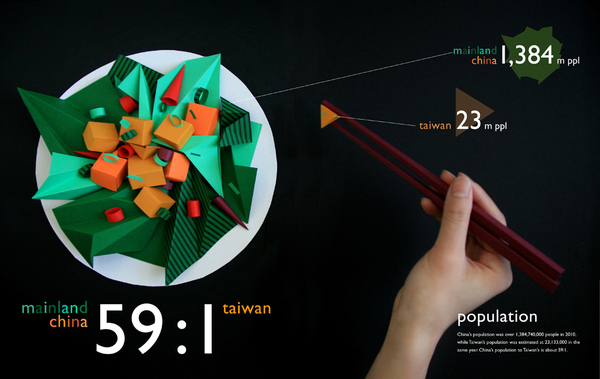 mainland
china 1,384 m ppl
taiwan 23 m ppl
mainland
china 59:1 taiwan
population
China's population was over 1,384,740,000 people in 2010,
while Taiwan's population was estimated at 23,133,000 in the
same year. China's population to Taiwan's is about 59:1.